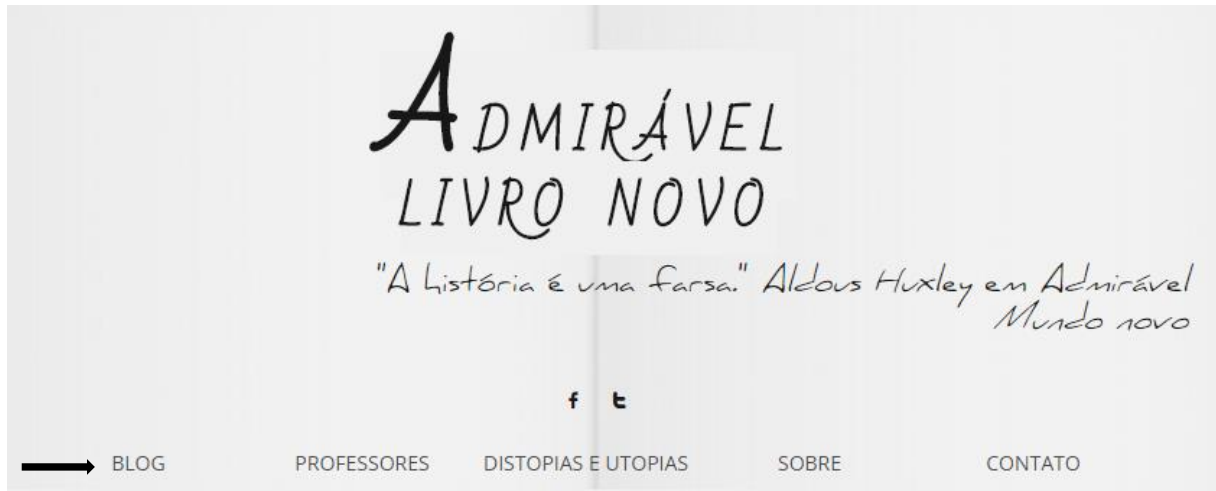 ADMIRÁVEL
LIVRO NOVO
"A história é uma farsa." Aldous Huxley em Admirável
Mundo novo
f t
BLOG PROFESSORES DISTOPIAS E UTOPIAS SOBRE CONTATO